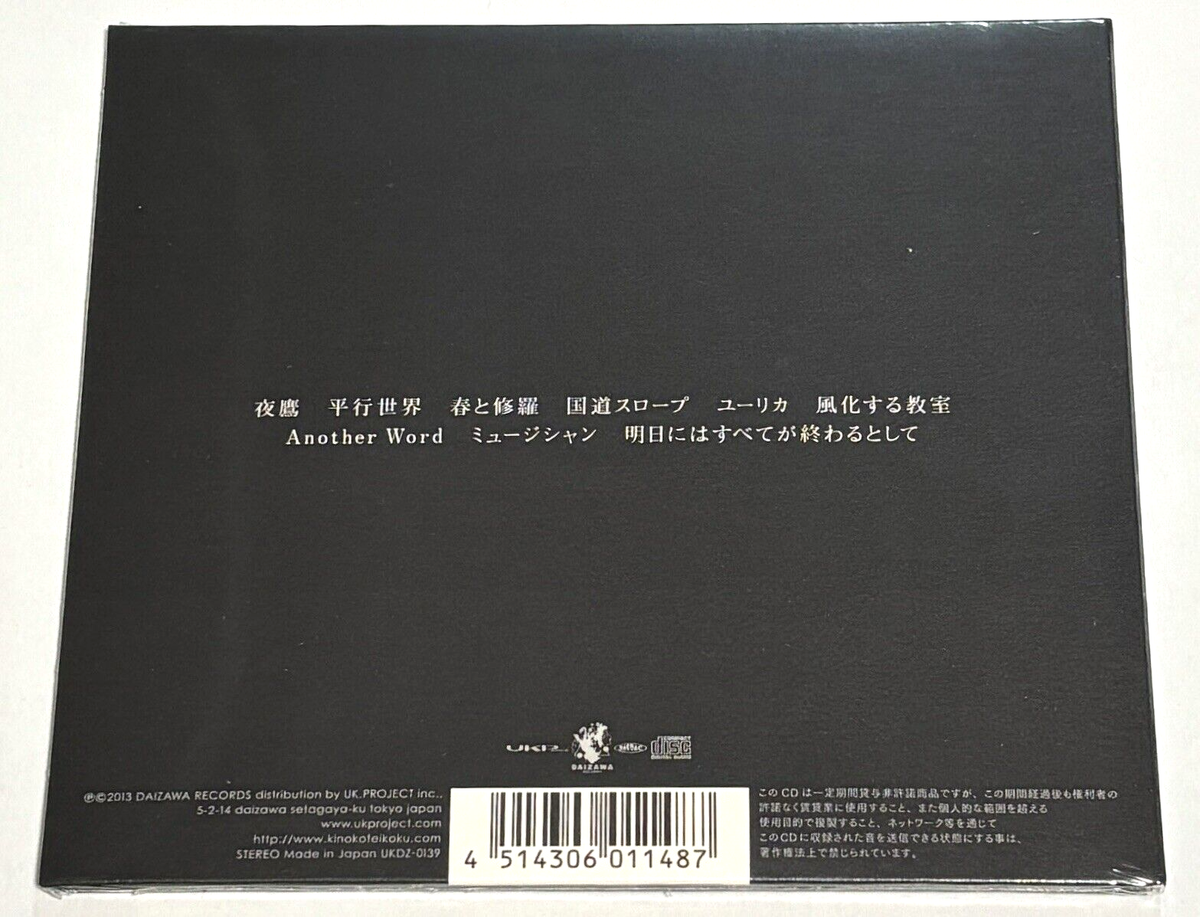 夜鷹　平行世界　春と修羅　国道スロープ　ユーリカ　風化する教室
Another Word　ミュージシャン　明日にはすべてが終わるとして
UKP
DAIZAWA
COMPACT
disc
DIGITAL AUDIO
℗©2013 DAIZAWA RECORDS distribution by UK.PROJECT inc.,
5-2-14 daizawa setagaya-ku tokyo japan
www.ukproject.com
http://www.kinokoteikoku.com
STEREO Made in Japan UKDZ-0139
4 514306 011487
この CD は一定期間貸与非許諾商品ですが、この期間経過後も権利者の
許諾なく賃貸業に使用すること、また個人的な範囲を超える
使用目的で複製すること、ネットワーク等を通じて
このCDに収録された音を送信できる状態にする事は、
著作権法上で禁じられています。